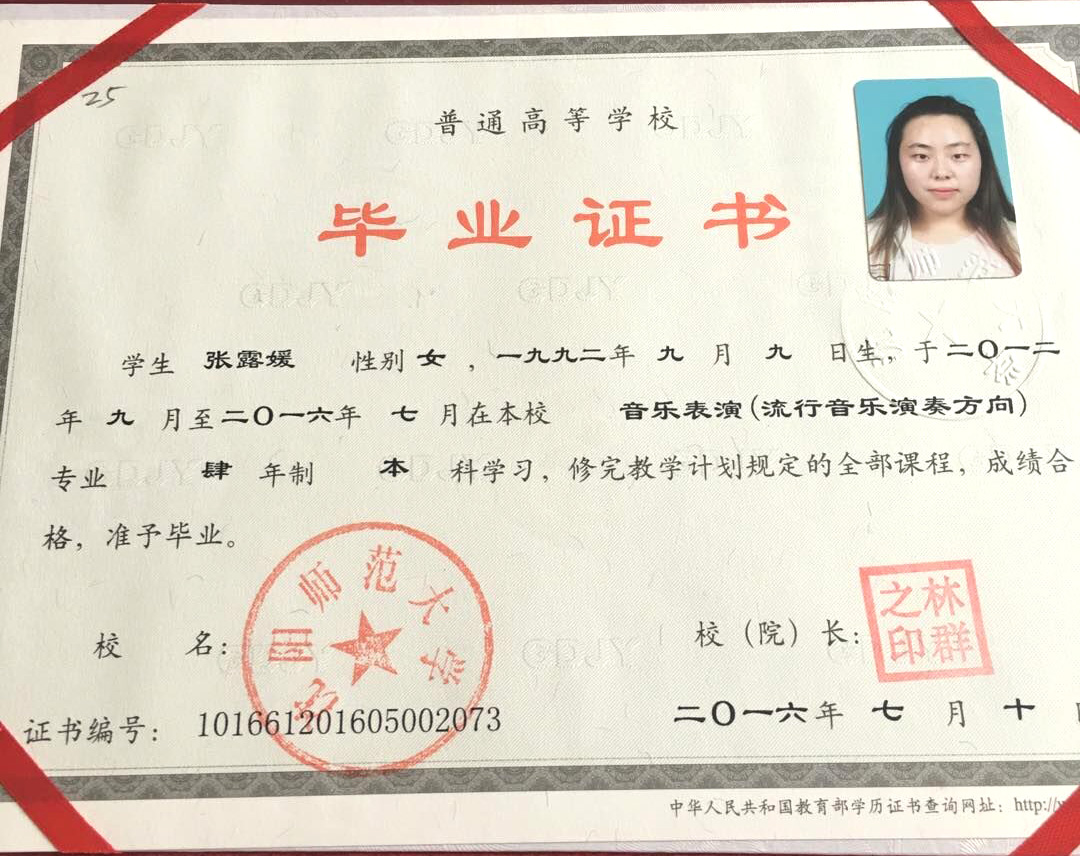 25
普通高等学校
毕业证书
学生 张露媛 性别 女 ，一九九二年 九 月 九 日生，于二〇一二
年 九 月至二〇一六年 七 月在本校 音乐表演(流行音乐演奏方向)
专业 肆 年制 本 科学习，修完教学计划规定的全部课程，成绩合
格，准予毕业。
阳师范大学
校 名：
校（院）长：
林群之印
证书编号： 101661201605002073
二〇一六年 七 月 十
中华人民共和国教育部学历证书查询网址：http://